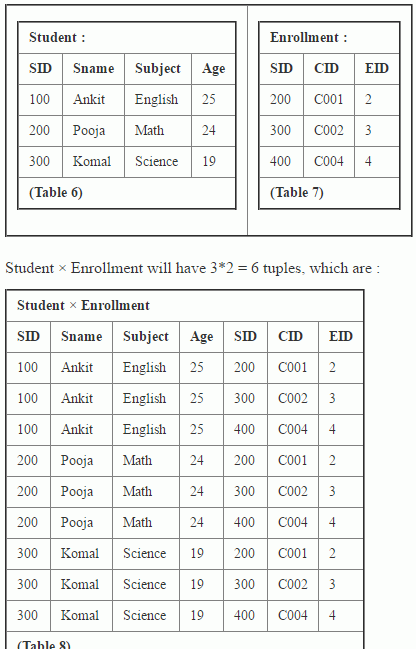 Student :
SID Sname Subject Age
100 Ankit English 25
200 Pooja Math 24
300 Komal Science 19
(Table 6)
Enrollment :
SID CID EID
200 C001 2
300 C002 3
400 C004 4
(Table 7)
Student × Enrollment will have 3*2 = 6 tuples, which are :
Student × Enrollment
SID Sname Subject Age SID CID EID
100 Ankit English 25 200 C001 2
100 Ankit English 25 300 C002 3
100 Ankit English 25 400 C004 4
200 Pooja Math 24 200 C001 2
200 Pooja Math 24 300 C002 3
200 Pooja Math 24 400 C004 4
300 Komal Science 19 200 C001 2
300 Komal Science 19 300 C002 3
300 Komal Science 19 400 C004 4
(Table 8)